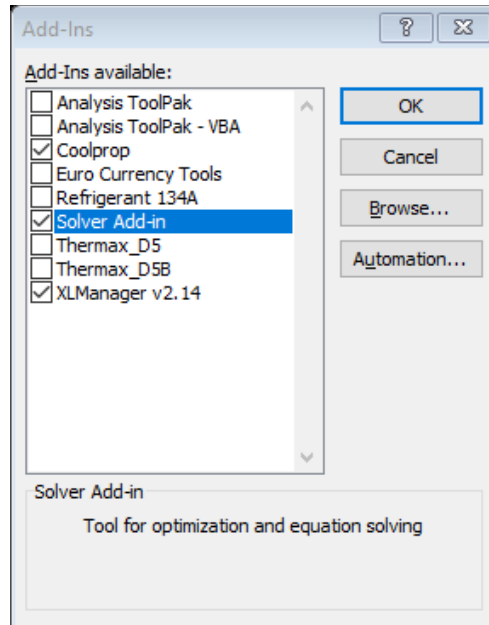 Add-Ins
?
Add-Ins available:
Analysis ToolPak
Analysis ToolPak - VBA
Coolprop
Euro Currency Tools
Refrigerant 134A
Solver Add-in
Thermax_D5
Thermax_D5B
XLManager v2.14
OK
Cancel
Browse...
Automation...
Solver Add-in
Tool for optimization and equation solving